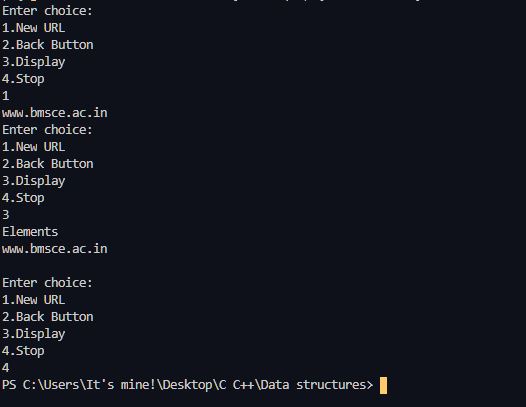 Enter choice:
1.New URL
2.Back Button
3.Display
4.Stop
1
www.bmsce.ac.in
Enter choice:
1.New URL
2.Back Button
3.Display
4.Stop
3
Elements
www.bmsce.ac.in
Enter choice:
1.New URL
2.Back Button
3.Display
4.Stop
4
PS C:\Users\It's mine!\Desktop\C C++\Data structures>